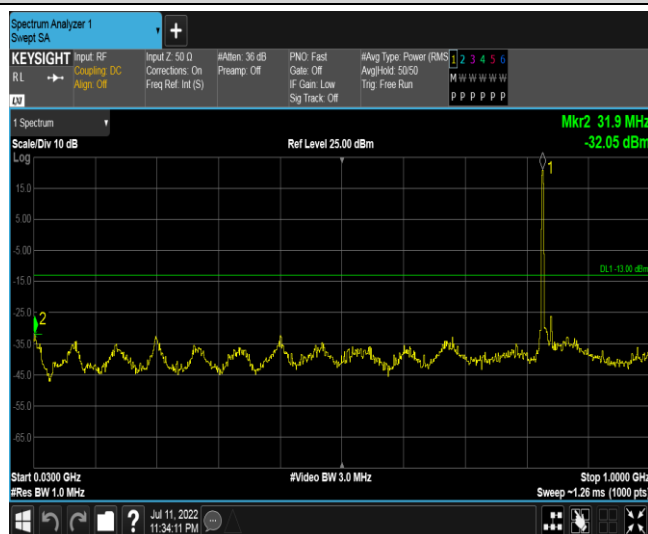 Spectrum Analyzer 1
Swept SA
+
KEYSIGHT
RL
LXI
Input: RF
Coupling: DC
Align: Off
Input Z: 50 Ω
Corrections: On
Freq Ref: Int (S)
#Atten: 36 dB
Preamp: Off
PNO: Fast
Gate: Off
IF Gain: Low
Sig Track: Off
#Avg Type: Power (RMS
Avg|Hold: 50/50
Trig: Free Run
1 2 3 4 5 6
M W W W W W
P P P P P P
1 Spectrum
Mkr2 31.9 MHz
Scale/Div 10 dB
Ref Level 25.00 dBm
-32.05 dBm
Log
1
15.0
5.00
-5.00
DL1 -13.00 dBm
-15.0
-25.0
2
-35.0
-45.0
-55.0
-65.0
Start 0.0300 GHz
#Video BW 3.0 MHz
Stop 1.0000 GHz
#Res BW 1.0 MHz
Sweep ~1.26 ms (1000 pts)
?
Jul 11, 2022
11:34:11 PM